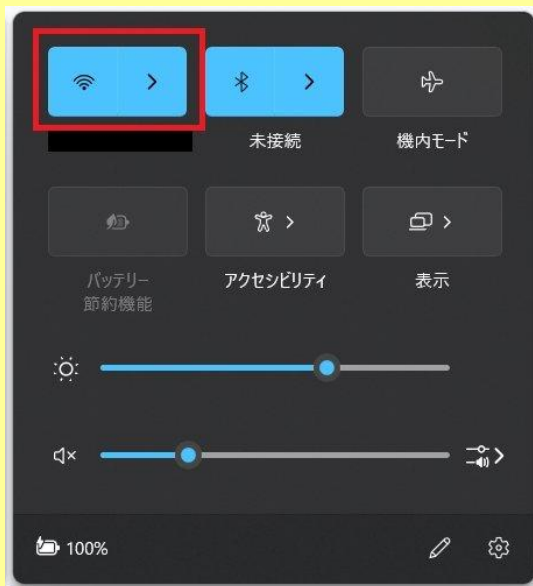 未接続
機内モード
バッテリー
節約機能
アクセシビリティ
表示
100%